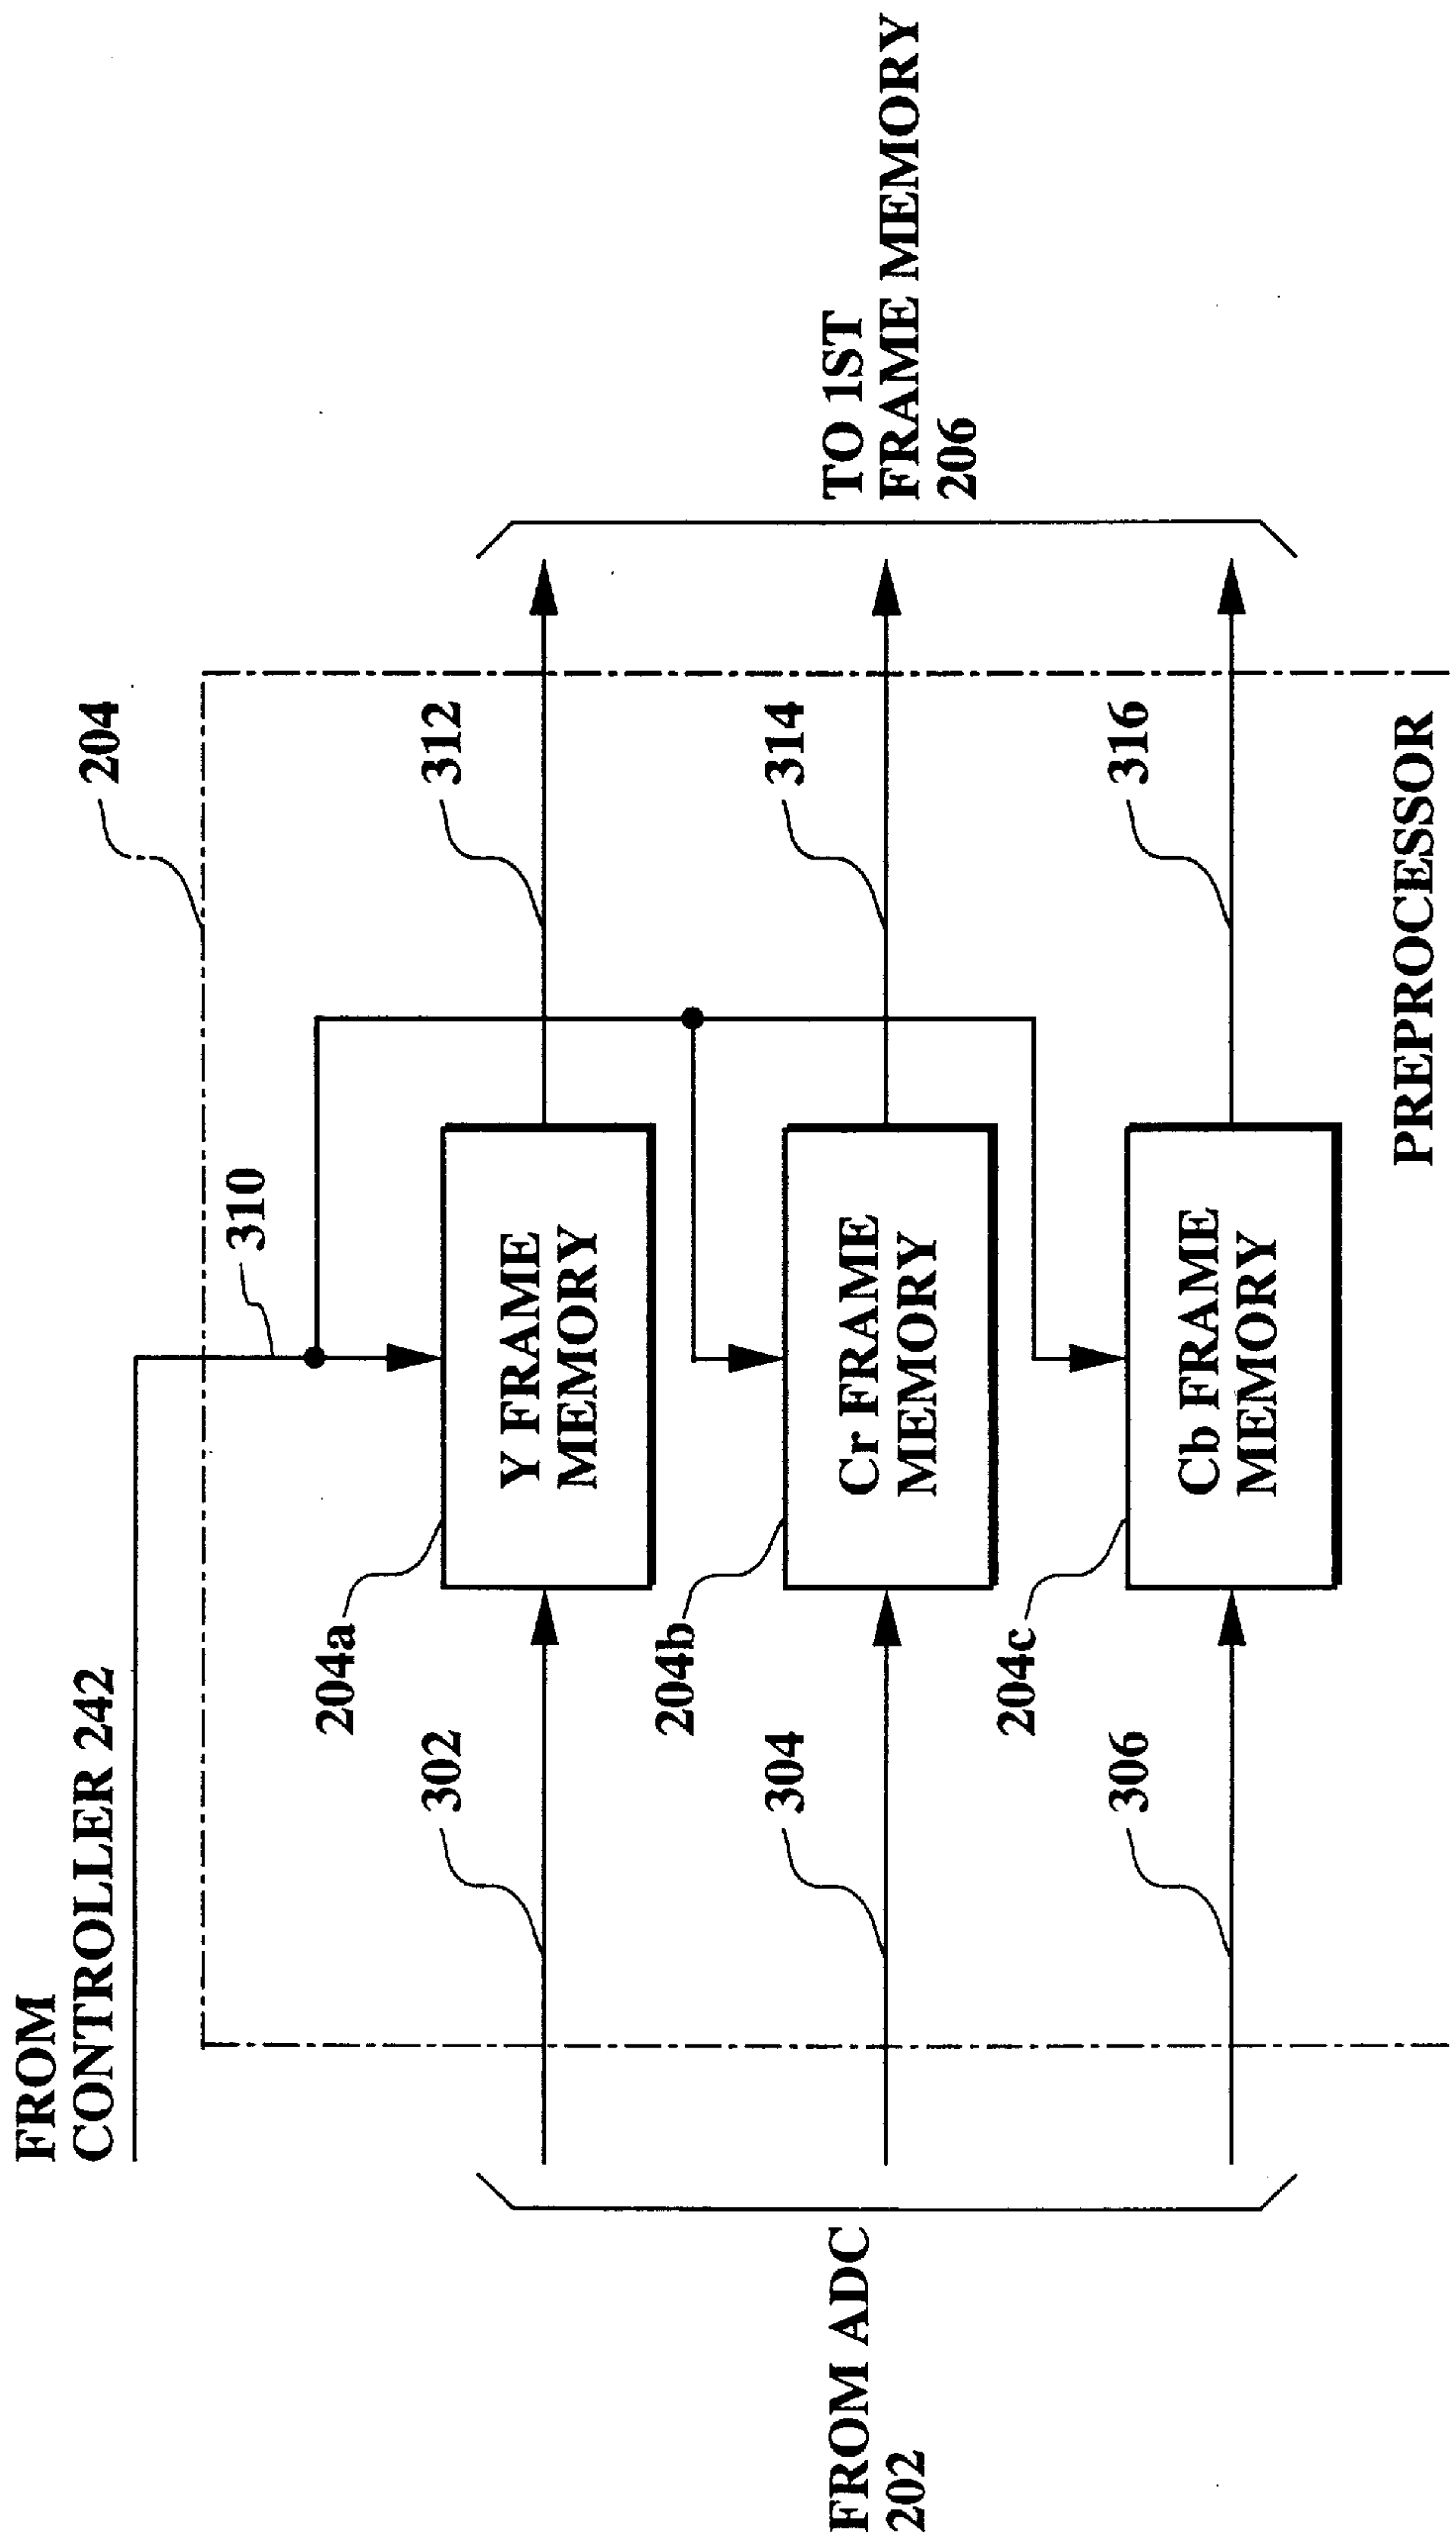 FROM
CONTROLLER 242
204
310
204a
302
Y FRAME
MEMORY
312
204b
304
Cr FRAME
MEMORY
314
204c
306
Cb FRAME
MEMORY
316
FROM ADC
202
TO 1ST
FRAME MEMORY
206
PREPROCESSOR